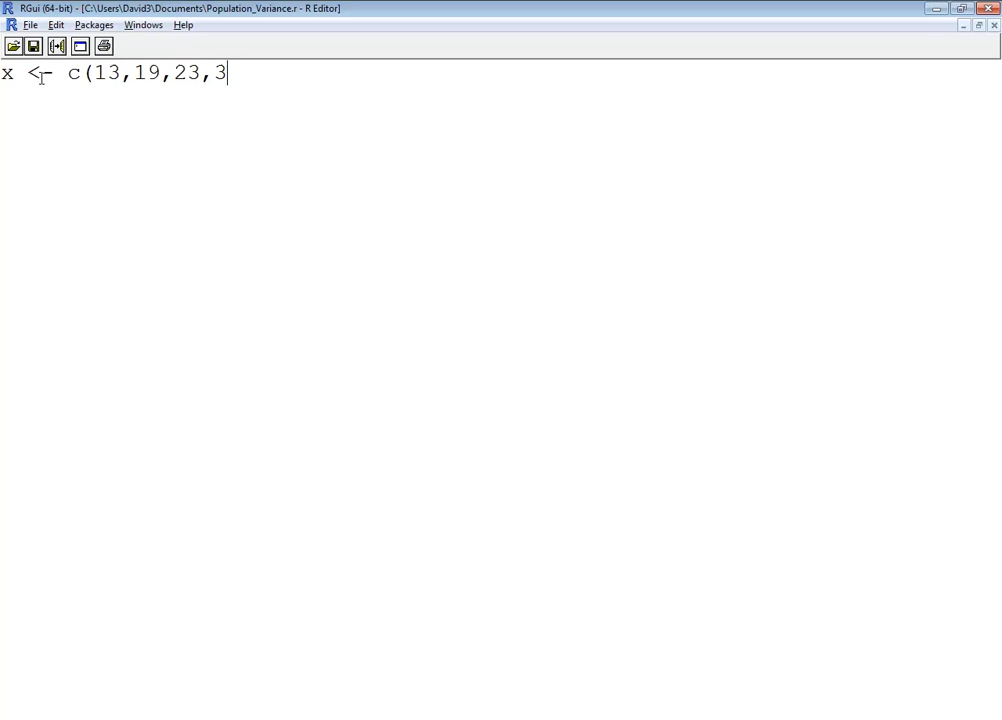 RGui (64-bit) - [C:\Users\David3\Documents\Population_Variance.r - R Editor]
File Edit Packages Windows Help
x <- c(13,19,23,3